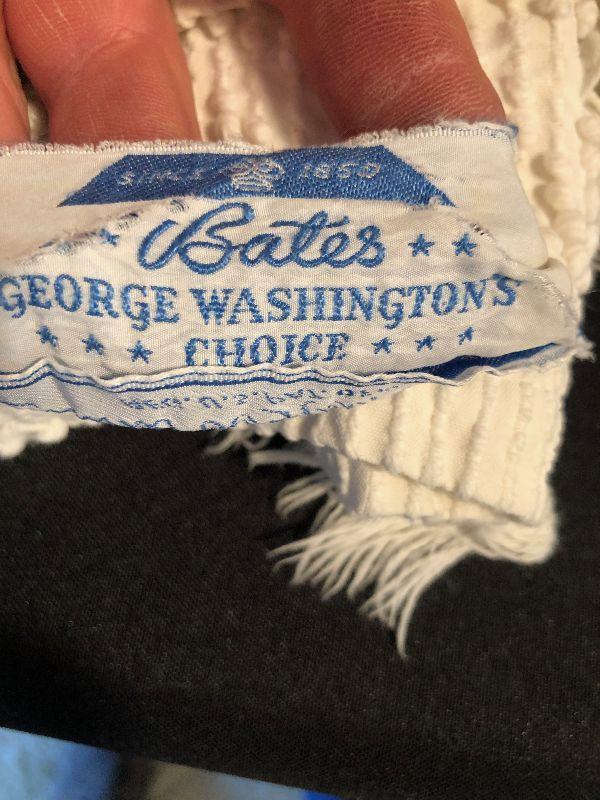 SINCE 1850
Bates
GEORGE WASHINGTON'S
CHOICE